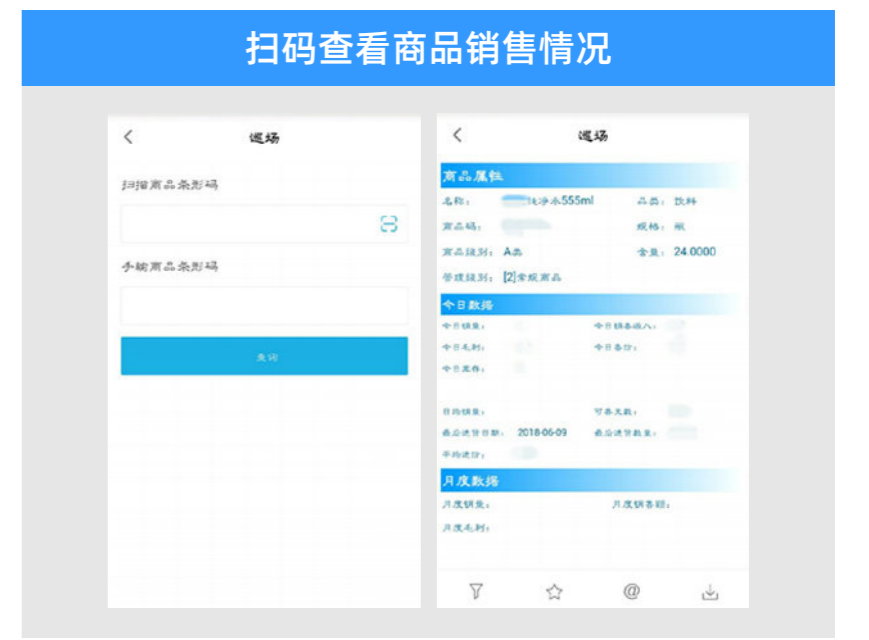 扫码查看商品销售情况
巡场
扫描商品条形码
手输商品条形码
查询
巡场
商品属性
名称： 纯净水555ml 品类：饮料
商品码： 规格：瓶
商品级别：A类 含量：24.0000
管理级别：[2]常规商品
今日数据
今日销量： 今日销售收入：
今日毛利： 今日售价：
今日库存：
日均销量： 可卖天数：
最后进货日期：2018-06-09 最后进货数量：
平均进价：
月度数据
月度销量： 月度销售额：
月度毛利：